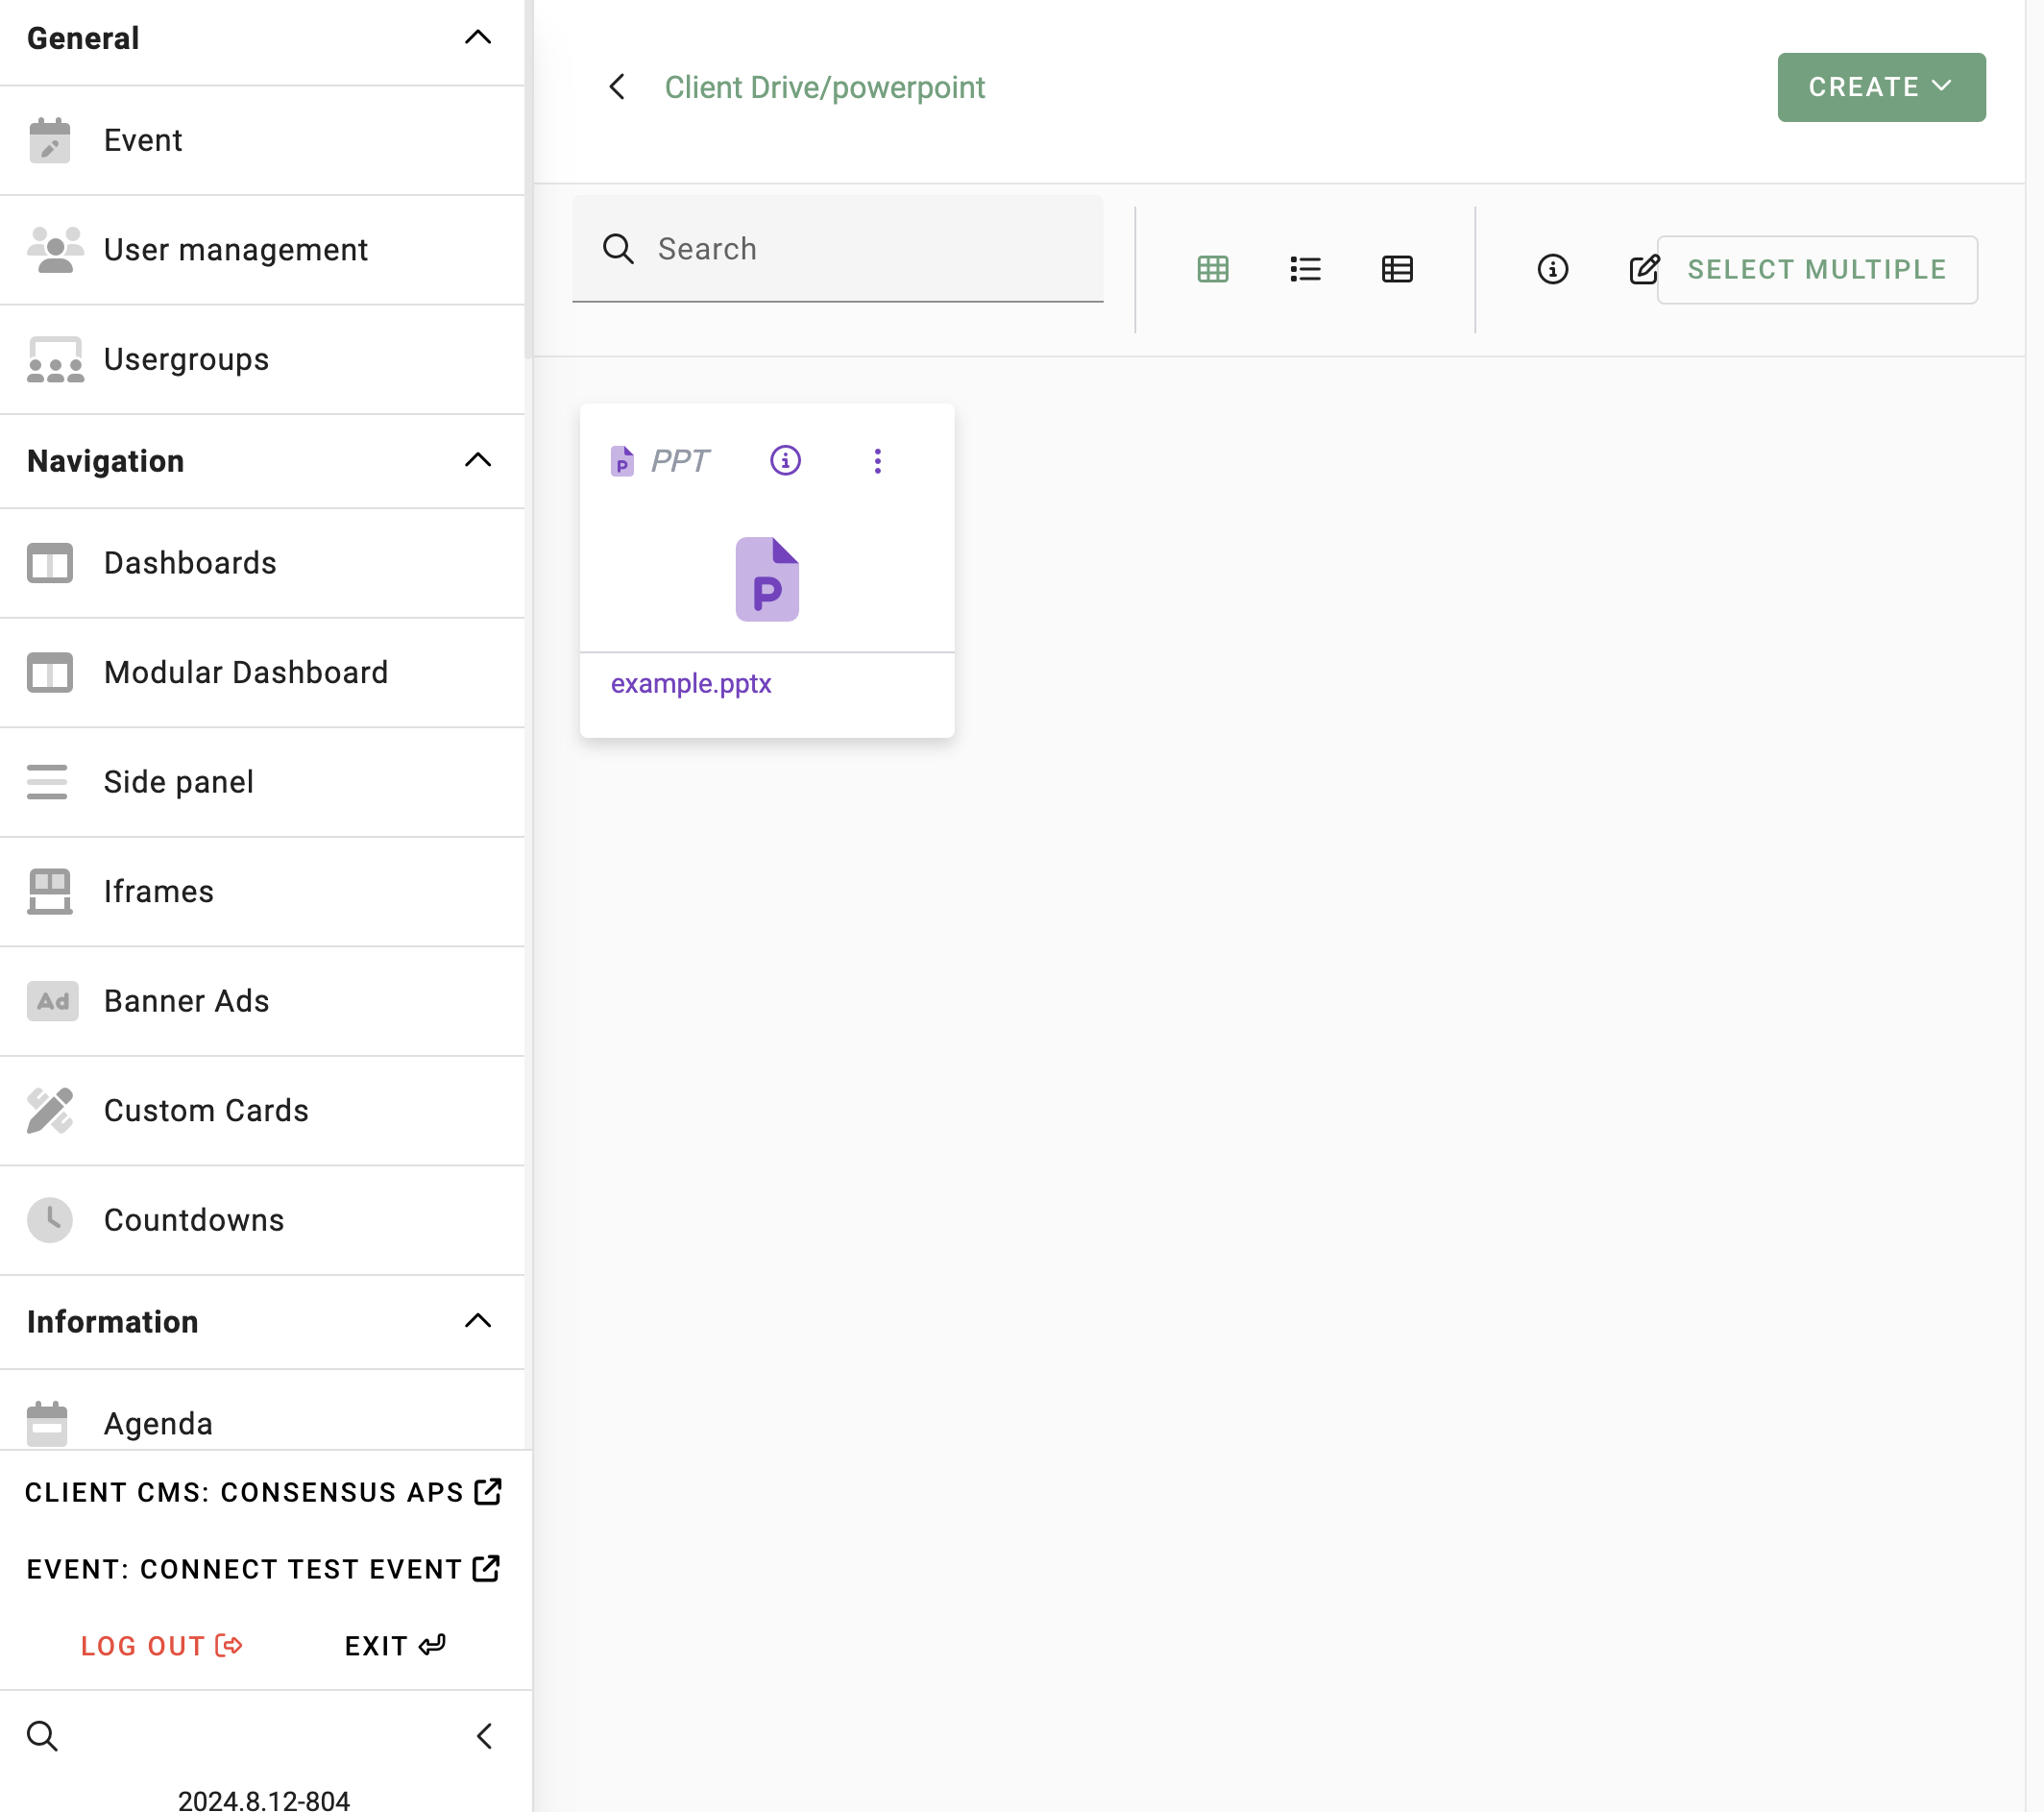 General
Event
User management
Usergroups
Navigation
Dashboards
Modular Dashboard
Side panel
Iframes
Ad Banner Ads
Custom Cards
Countdowns
Information
Agenda
CLIENT CMS: CONSENSUS APS
EVENT: CONNECT TEST EVENT
LOG OUT EXIT
2024.8.12-804
Client Drive/powerpoint
CREATE
Search
SELECT MULTIPLE
P PPT
P
example.pptx